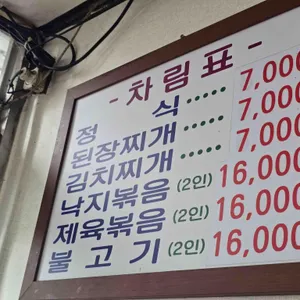 - 차 림 표 -
정 식 ····· 7,000
된장찌개 ···· 7,000
김치찌개 ···· 7,000
낙지볶음 (2인) 16,000
제육볶음 (2인) 16,000
불 고 기 (2인) 16,000